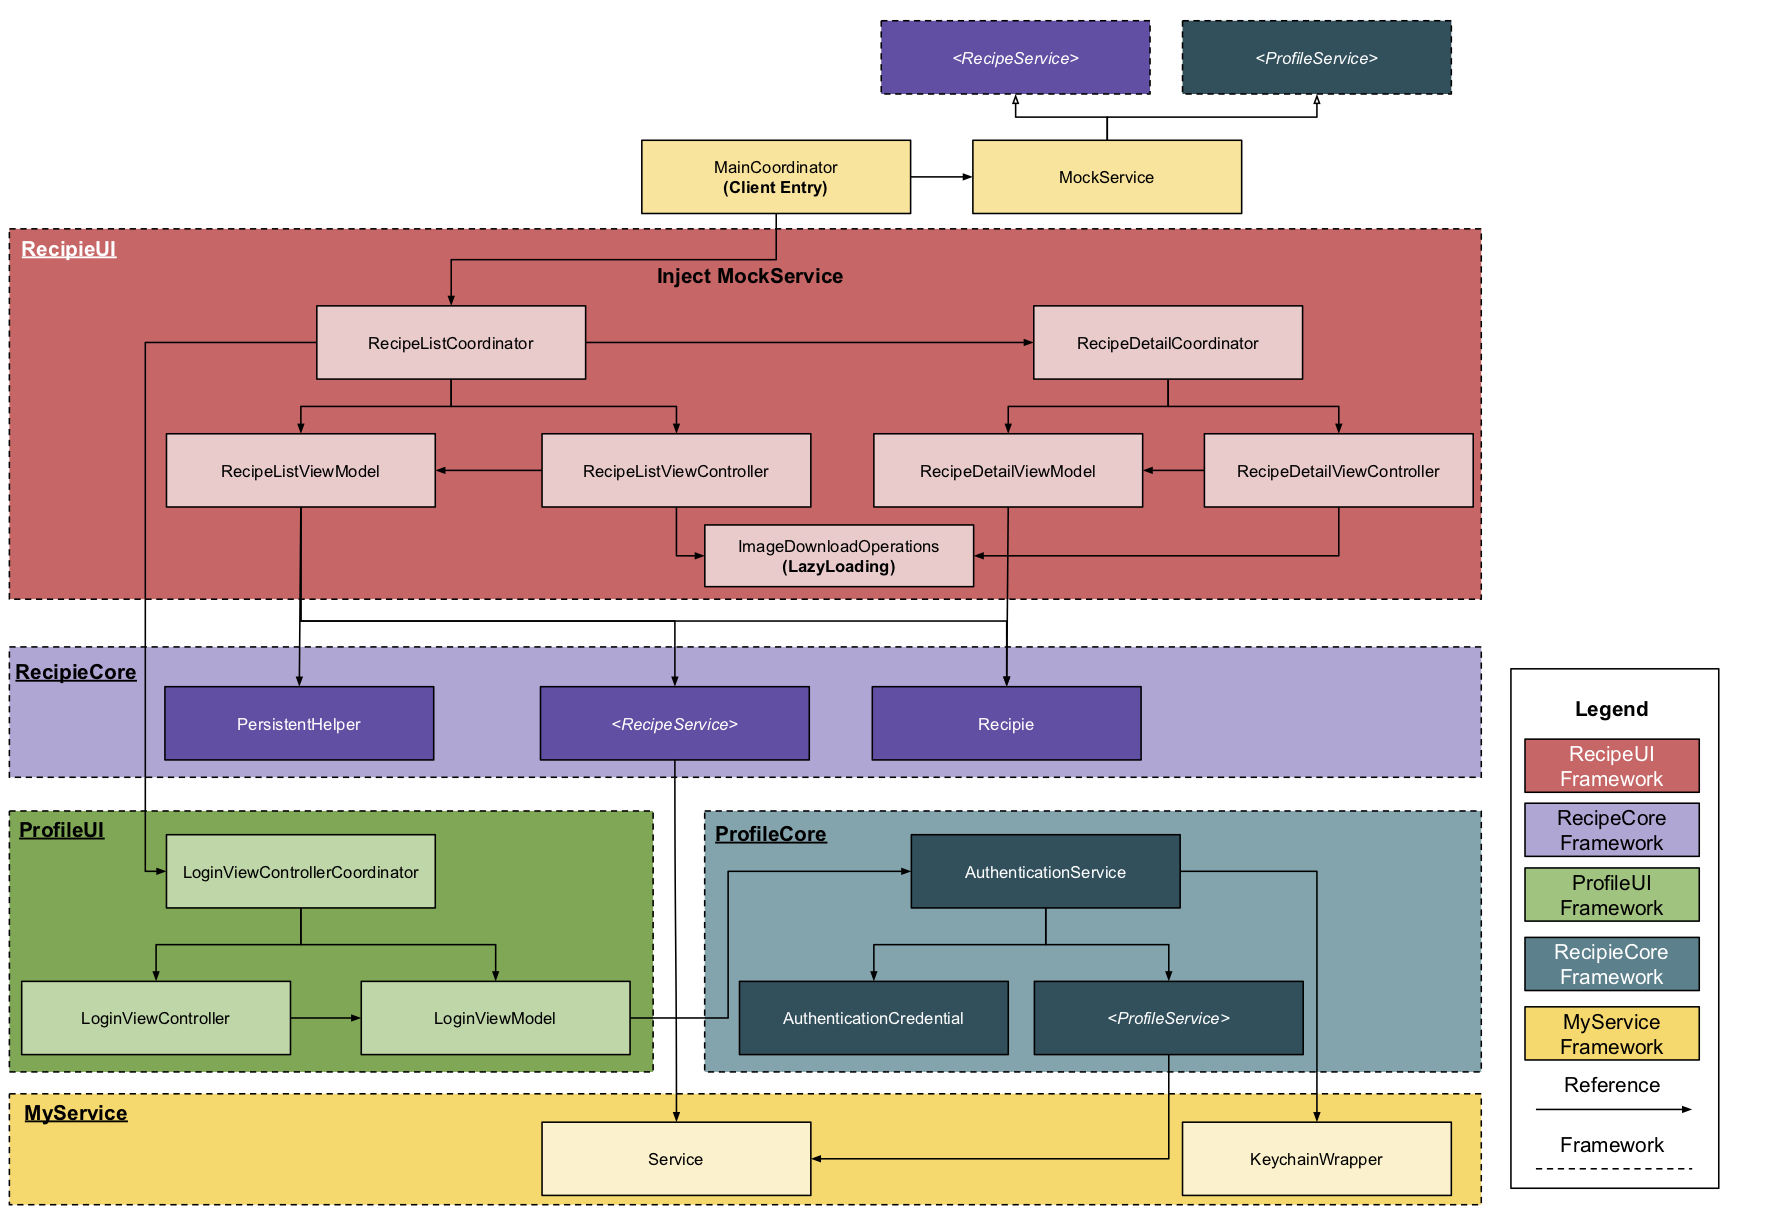 <RecipeService>
<ProfileService>
MainCoordinator
(Client Entry)
MockService
RecipieUI
Inject MockService
RecipeListCoordinator
RecipeDetailCoordinator
RecipeListViewModel
RecipeListViewController
RecipeDetailViewModel
RecipeDetailViewController
ImageDownloadOperations
(LazyLoading)
RecipieCore
PersistentHelper
<RecipeService>
Recipie
ProfileUI
LoginViewControllerCoordinator
LoginViewController
LoginViewModel
ProfileCore
AuthenticationService
AuthenticationCredential
<ProfileService>
MyService
Service
KeychainWrapper
Legend
RecipeUI
Framework
RecipeCore
Framework
ProfileUI
Framework
RecipieCore
Framework
MyService
Framework
Reference
Framework